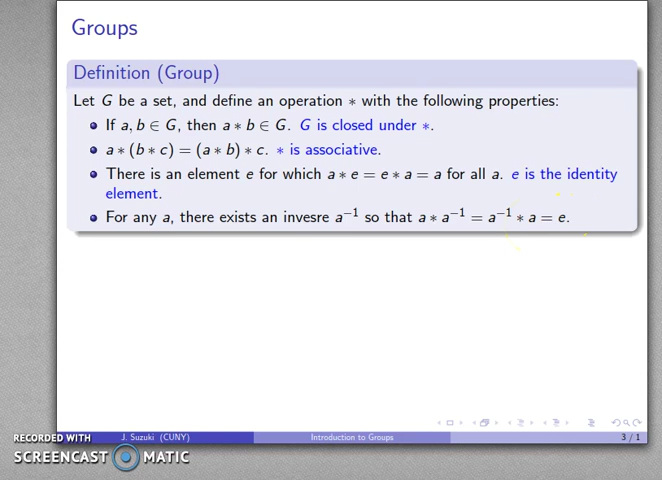 Groups
Definition (Group)
Let G be a set, and define an operation ∗ with the following properties:
If a, b ∈ G, then a ∗ b ∈ G. G is closed under ∗.
a ∗ (b ∗ c) = (a ∗ b) ∗ c. ∗ is associative.
There is an element e for which a ∗ e = e ∗ a = a for all a. e is the identity
element.
For any a, there exists an invesre a⁻¹ so that a ∗ a⁻¹ = a⁻¹ ∗ a = e.
RECORDED WITH
J. Suzuki (CUNY) Introduction to Groups 3 / 1
SCREENCAST MATIC